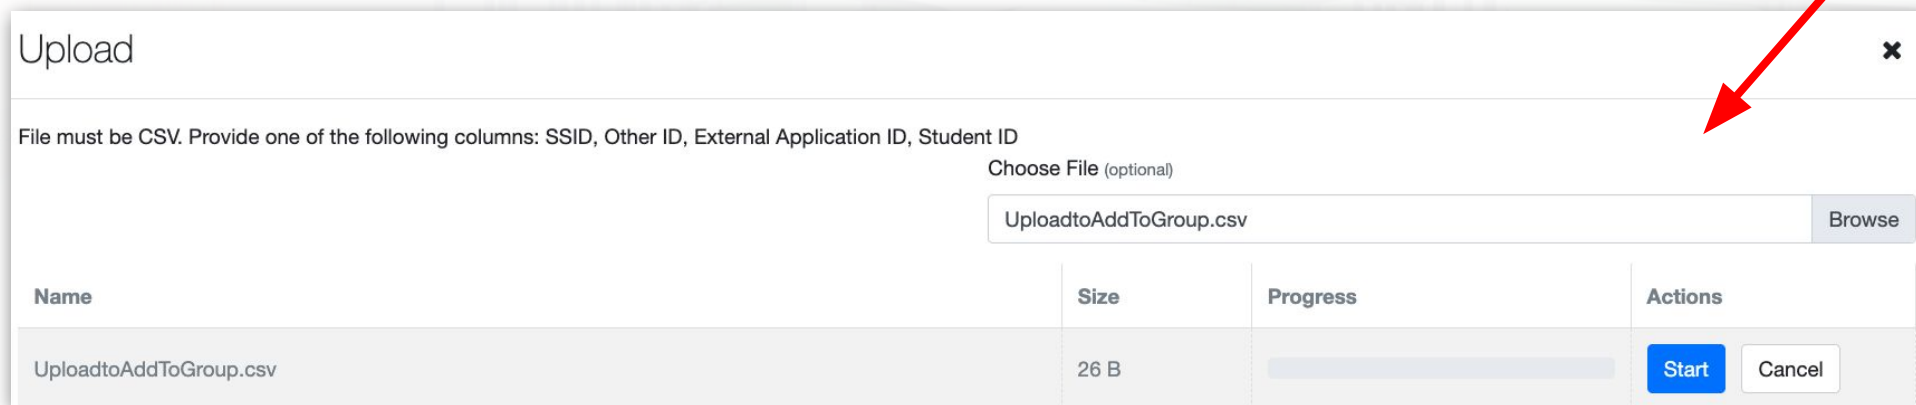 Upload
File must be CSV. Provide one of the following columns: SSID, Other ID, External Application ID, Student ID
Choose File (optional)
UploadtoAddToGroup.csv Browse
Name Size Progress Actions
UploadtoAddToGroup.csv 26 B Start Cancel